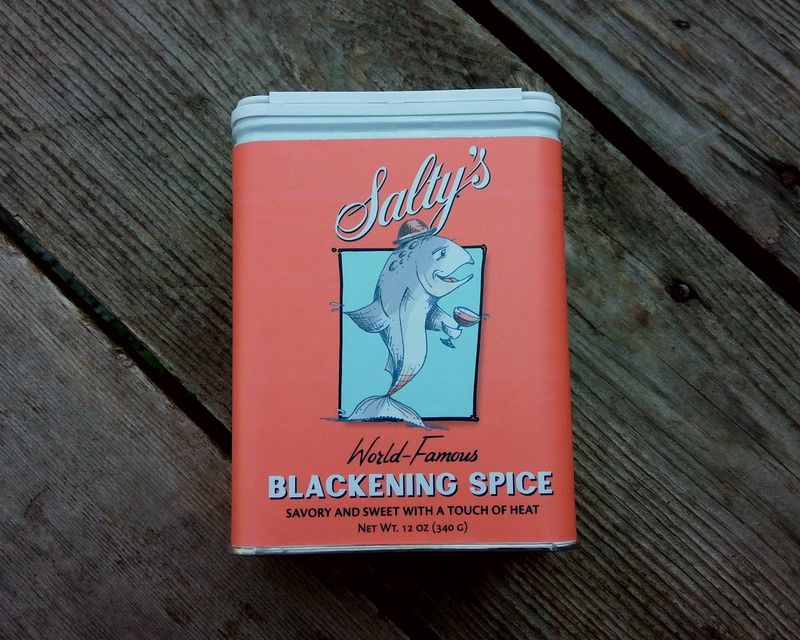 Salty's
World-Famous
BLACKENING SPICE
SAVORY AND SWEET WITH A TOUCH OF HEAT
NET WT. 12 OZ (340 G)